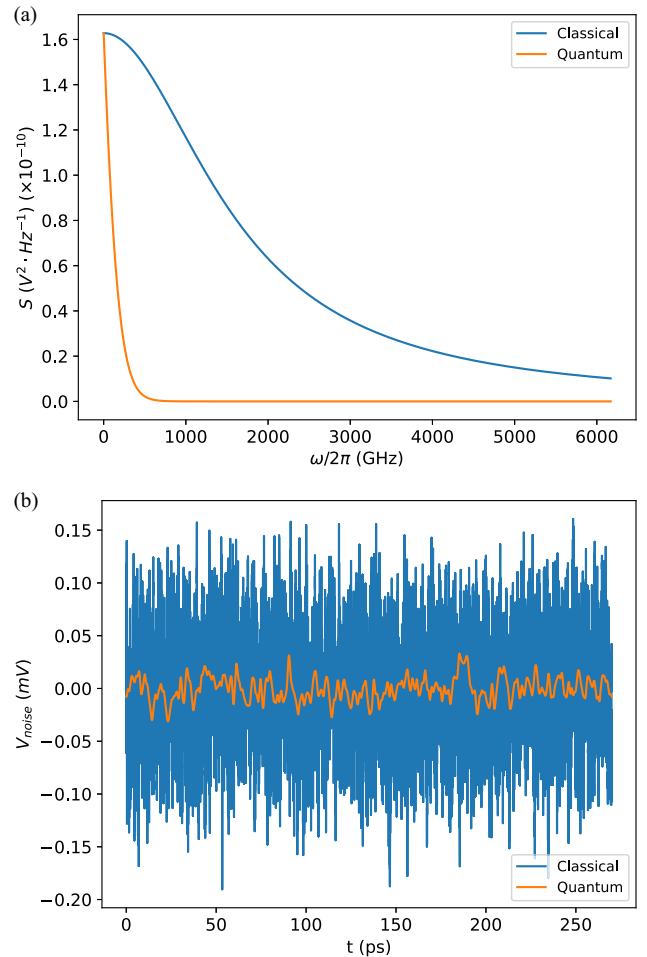 (a)
Classical
Quantum
1.6
1.4
1.2
1.0
0.8
0.6
0.4
0.2
0.0
S (V² · Hz⁻¹) (×10⁻¹⁰)
0 1000 2000 3000 4000 5000 6000
ω/2π (GHz)
(b)
0.15
0.10
0.05
0.00
−0.05
−0.10
−0.15
−0.20
V_noise (mV)
Classical
Quantum
0 50 100 150 200 250
t (ps)